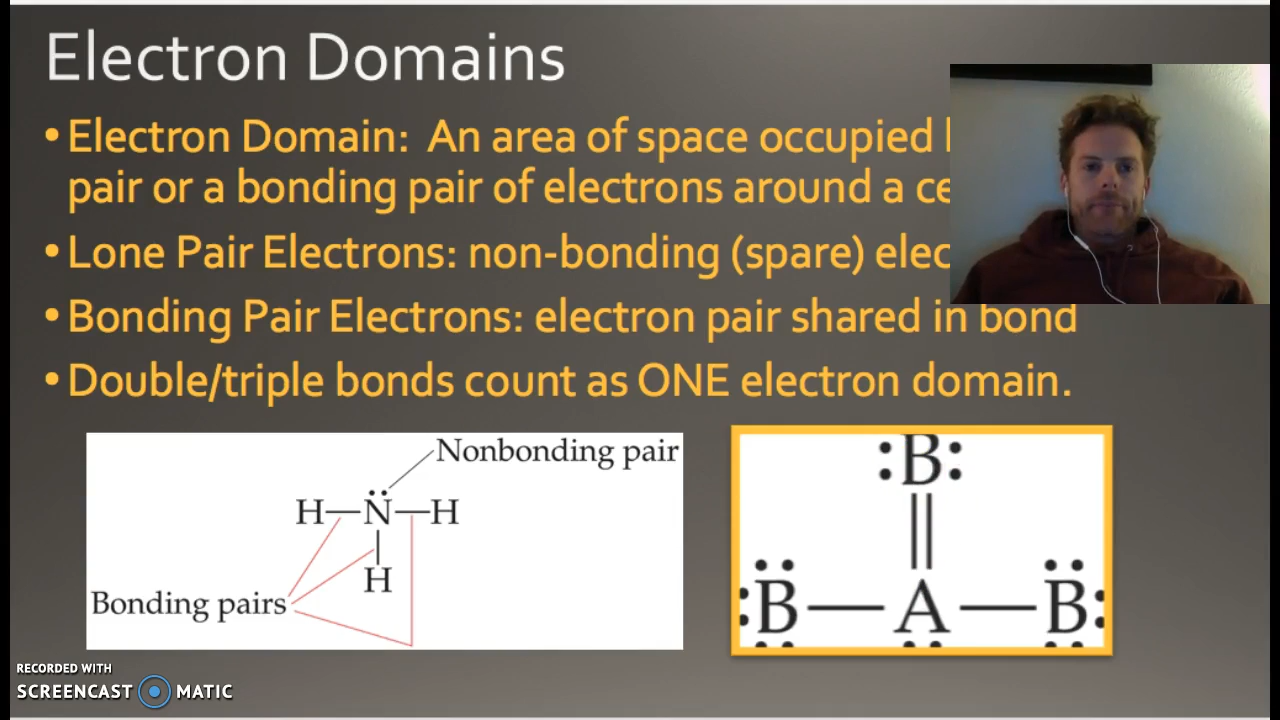 Electron Domains
• Electron Domain: An area of space occupied
pair or a bonding pair of electrons around a
• Lone Pair Electrons: non-bonding (spare)
• Bonding Pair Electrons: electron pair shared in bond
• Double/triple bonds count as ONE electron domain.
Nonbonding pair
H—N—H
H
Bonding pairs
:B:
:B—A—B:
RECORDED WITH
SCREENCAST MATIC